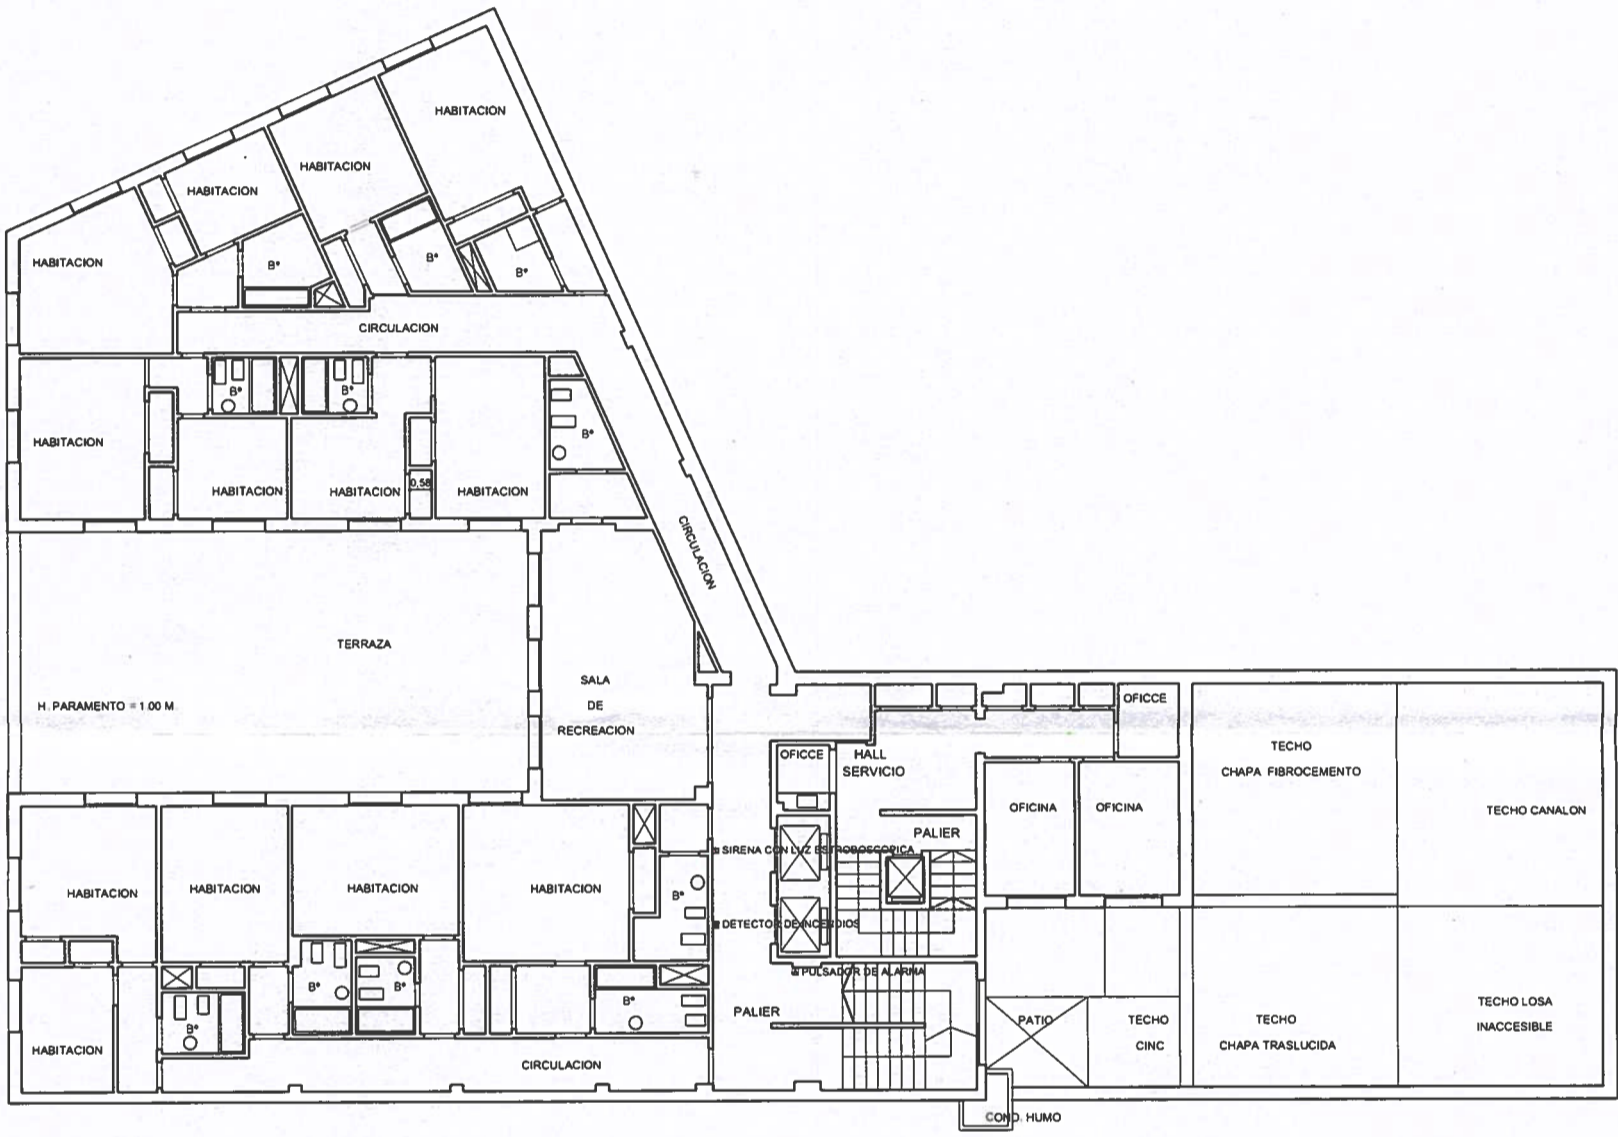 HABITACION
HABITACION
HABITACION
HABITACION
B*
B*
B*
CIRCULACION
B*
B*
B*
HABITACION
HABITACION
HABITACION
0,58
HABITACION
CIRCULACION
TERRAZA
H. PARAMENTO = 1.00 M
SALA
DE
RECREACION
OFICCE
OFICCE
HALL
SERVICIO
TECHO
CHAPA FIBROCEMENTO
OFICINA
OFICINA
TECHO CANALON
PALIER
SIRENA CON LUZ ESTROBOSCOPICA
HABITACION
HABITACION
HABITACION
HABITACION
B*
DETECTOR DE INCENDIOS
PULSADOR DE ALARMA
B*
B*
B*
B*
PALIER
PATIO
TECHO
CINC
TECHO
CHAPA TRASLUCIDA
TECHO LOSA
INACCESIBLE
HABITACION
CIRCULACION
COND. HUMO